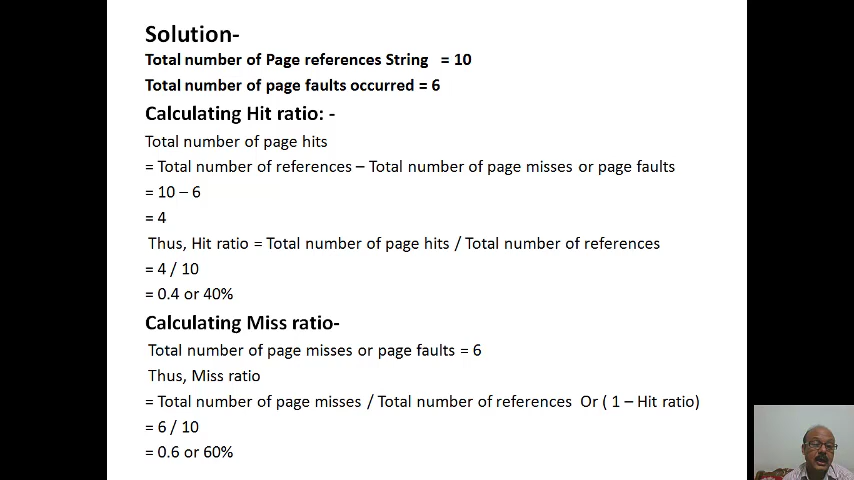 Solution-
Total number of Page references String = 10
Total number of page faults occurred = 6
Calculating Hit ratio: -
Total number of page hits
= Total number of references – Total number of page misses or page faults
= 10 – 6
= 4
Thus, Hit ratio = Total number of page hits / Total number of references
= 4 / 10
= 0.4 or 40%
Calculating Miss ratio-
Total number of page misses or page faults = 6
Thus, Miss ratio
= Total number of page misses / Total number of references Or ( 1 – Hit ratio)
= 6 / 10
= 0.6 or 60%